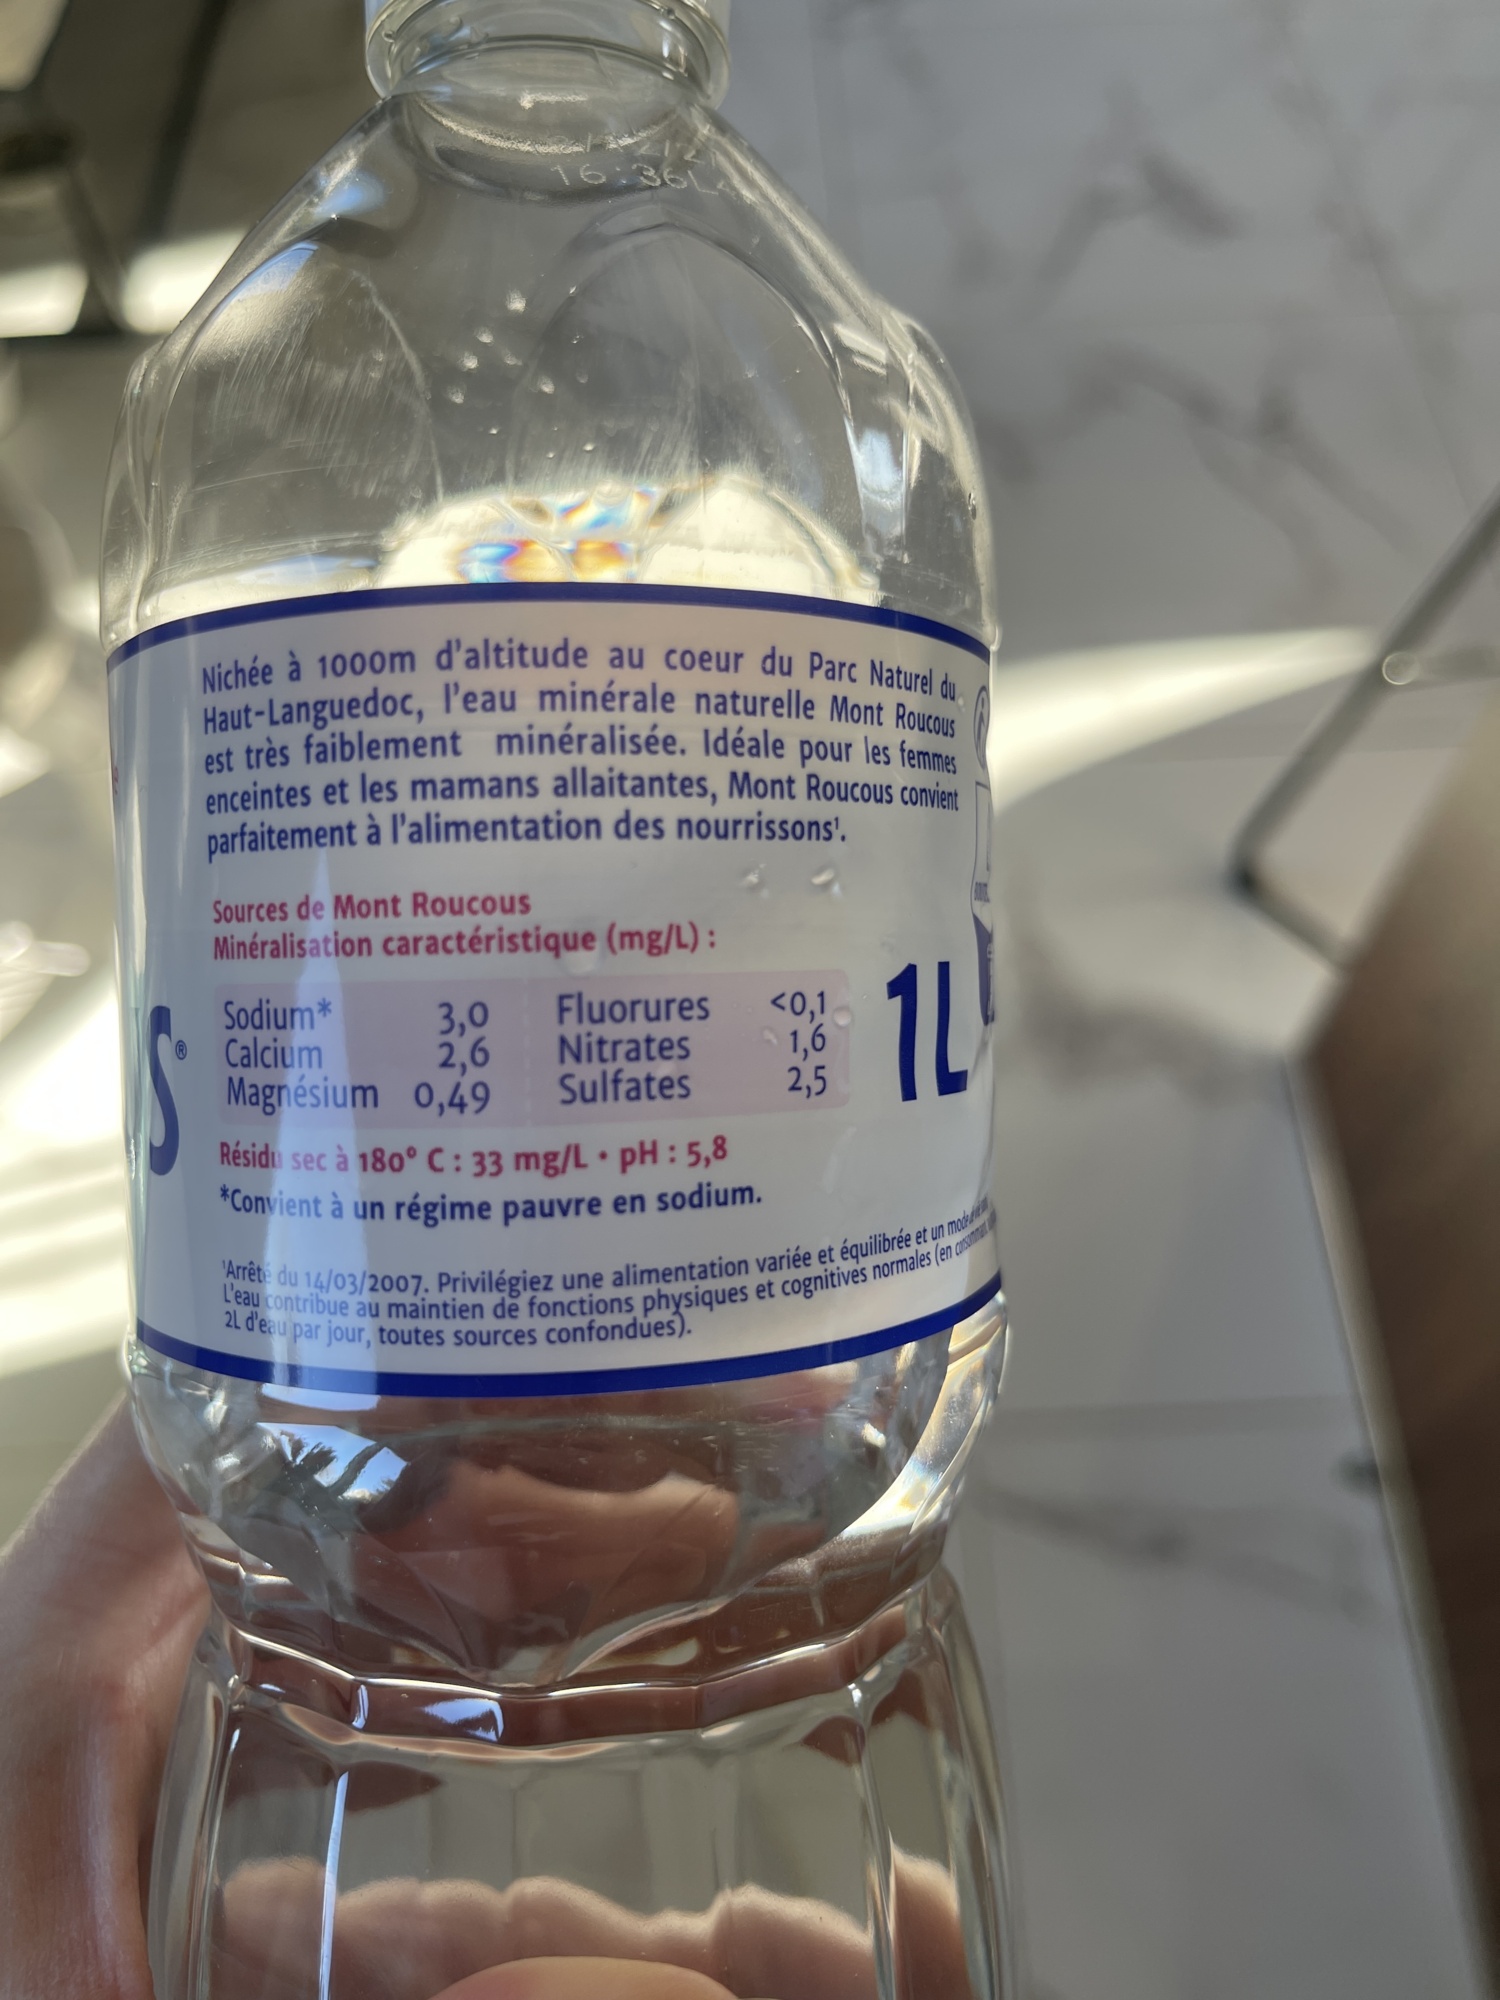 16:36L
Nichée à 1000m d'altitude au coeur du Parc Naturel du
Haut-Languedoc, l'eau minérale naturelle Mont Roucous
est très faiblement minéralisée. Idéale pour les femmes
enceintes et les mamans allaitantes, Mont Roucous convient
parfaitement à l'alimentation des nourrissons¹.
Sources de Mont Roucous
Minéralisation caractéristique (mg/L) :
Sodium* 3,0 Fluorures <0,1
Calcium 2,6 Nitrates 1,6
Magnésium 0,49 Sulfates 2,5
S®
1L
Résidu sec à 180° C : 33 mg/L • pH : 5,8
*Convient à un régime pauvre en sodium.
¹Arrêté du 14/03/2007. Privilégiez une alimentation variée et équilibrée et un mode
L'eau contribue au maintien de fonctions physiques et cognitives normales (en
2L d'eau par jour, toutes sources confondues).